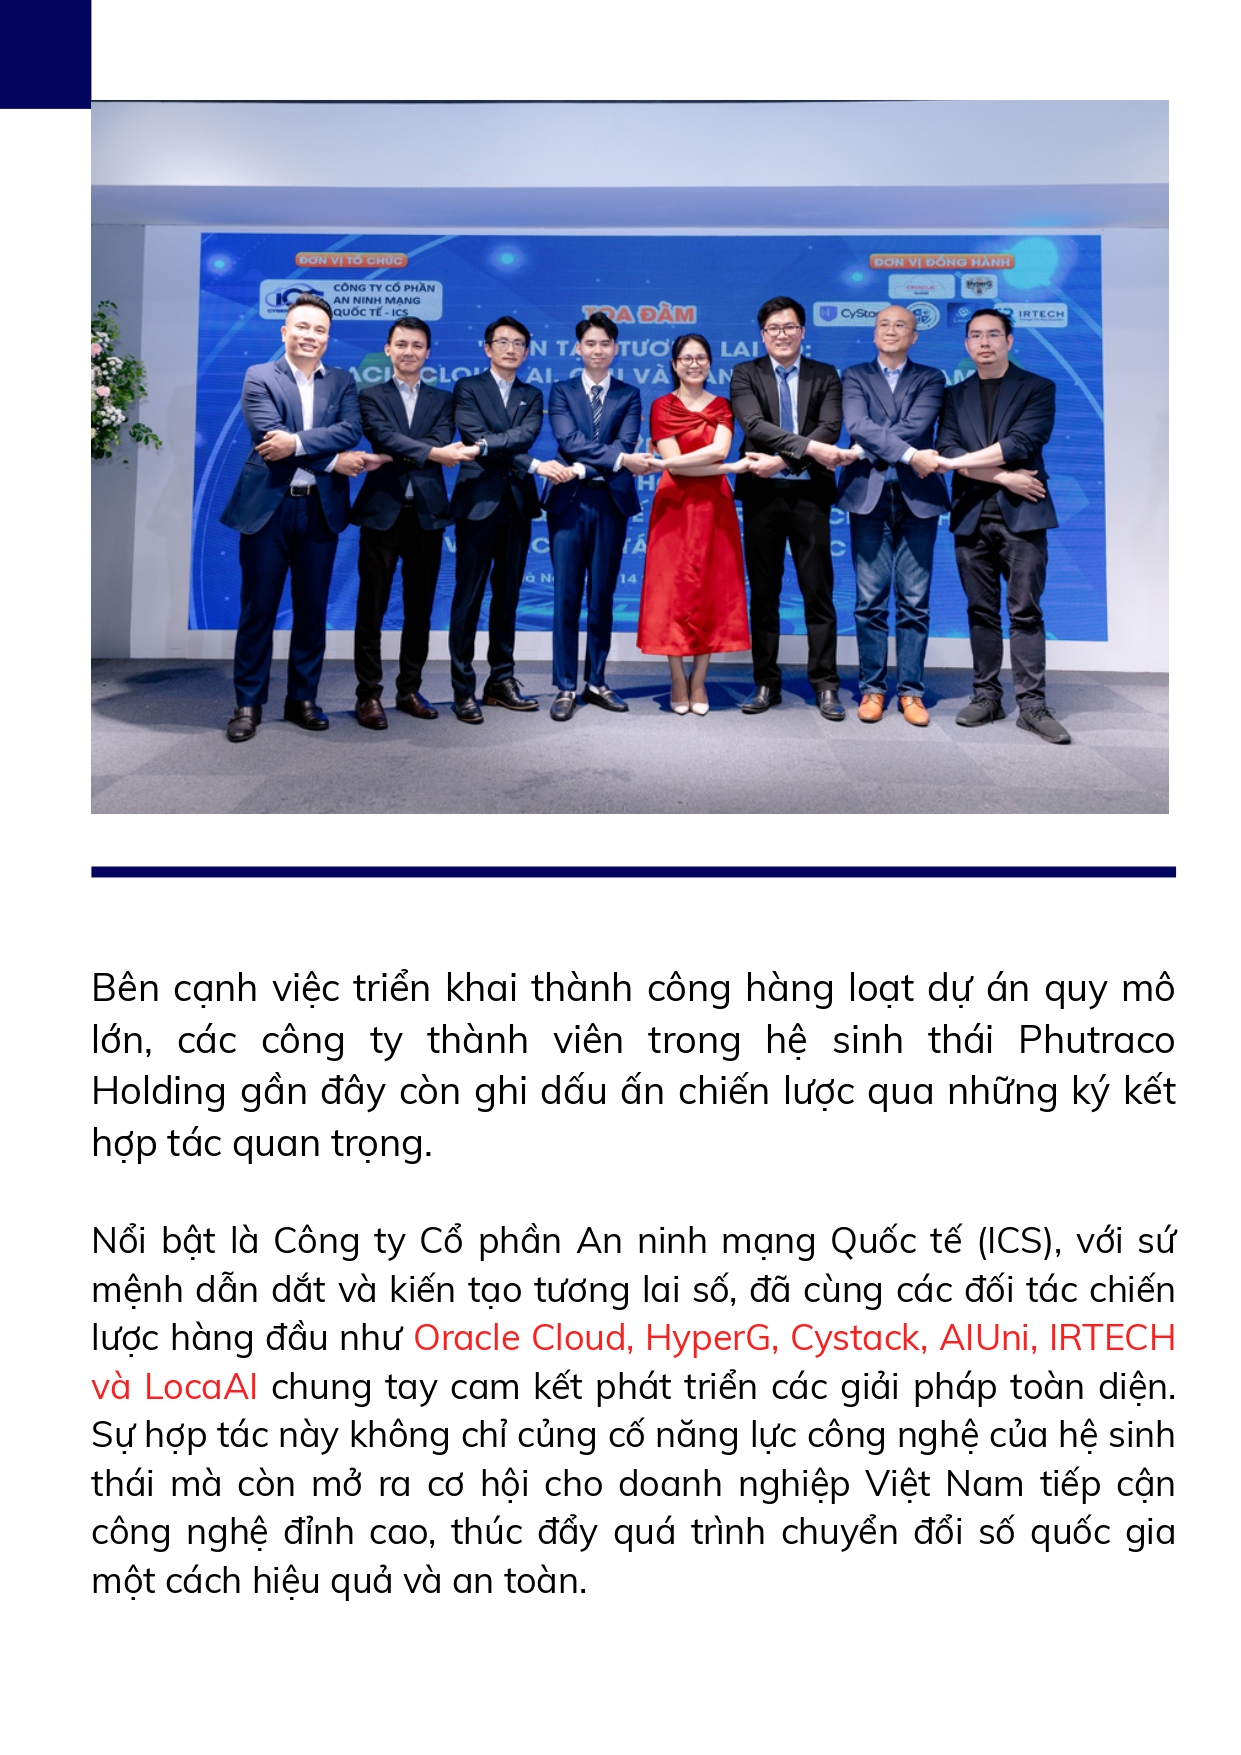 ĐƠN VỊ TỔ CHỨC
CÔNG TY CỔ PHẦN
AN NINH MẠNG
QUỐC TẾ - ICS
ĐƠN VỊ ĐỒNG HÀNH
ORACLE
HyperG
IRTECH
TỌA ĐÀM
LAI
AI,
VÀ
14
Bên cạnh việc triển khai thành công hàng loạt dự án quy mô
lớn, các công ty thành viên trong hệ sinh thái Phutraco
Holding gần đây còn ghi dấu ấn chiến lược qua những ký kết
hợp tác quan trọng.
Nổi bật là Công ty Cổ phần An ninh mạng Quốc tế (ICS), với sứ
mệnh dẫn dắt và kiến tạo tương lai số, đã cùng các đối tác chiến
lược hàng đầu như Oracle Cloud, HyperG, Cystack, AIUni, IRTECH
và LocaAI chung tay cam kết phát triển các giải pháp toàn diện.
Sự hợp tác này không chỉ củng cố năng lực công nghệ của hệ sinh
thái mà còn mở ra cơ hội cho doanh nghiệp Việt Nam tiếp cận
công nghệ đỉnh cao, thúc đẩy quá trình chuyển đổi số quốc gia
một cách hiệu quả và an toàn.